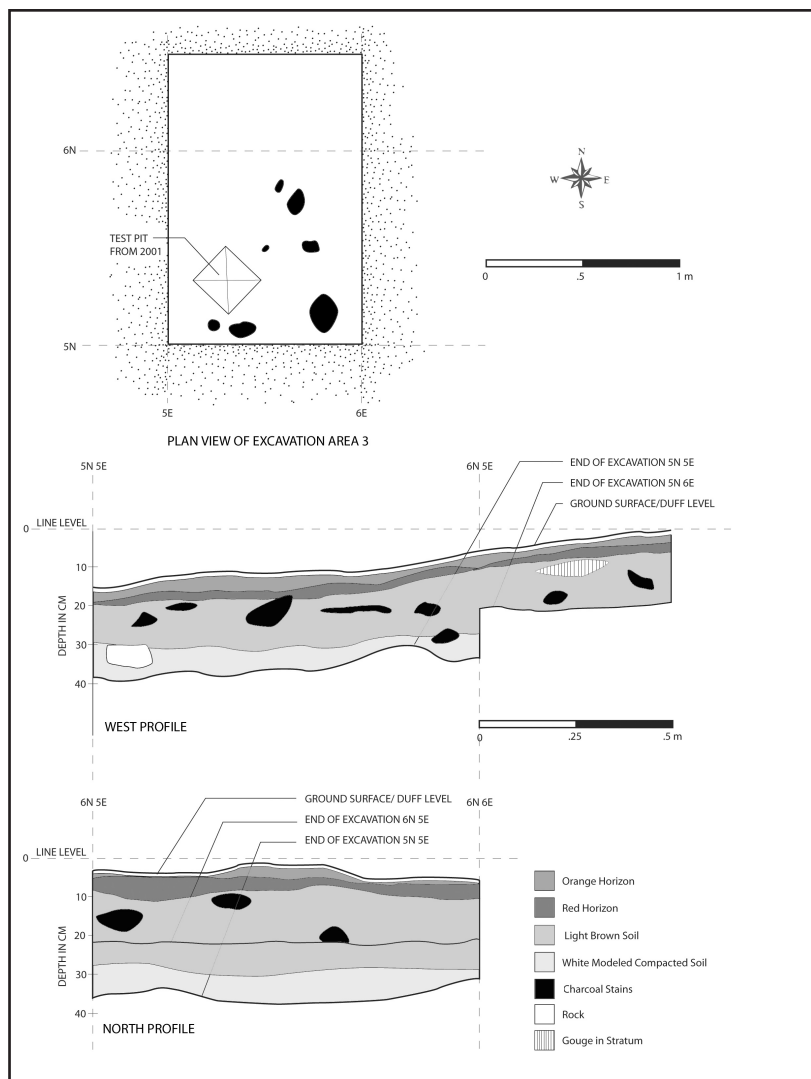 6N
N
W
E
S
TEST PIT
FROM 2001
0
.5
1 m
5N
5E
6E
PLAN VIEW OF EXCAVATION AREA 3
5N 5E
6N 5E
END OF EXCAVATION 5N 5E
END OF EXCAVATION 5N 6E
GROUND SURFACE/DUFF LEVEL
0
LINE LEVEL
10
20
30
40
DEPTH IN CM
WEST PROFILE
0
.25
.5 m
6N 5E
6N 6E
GROUND SURFACE/ DUFF LEVEL
END OF EXCAVATION 6N 5E
END OF EXCAVATION 5N 5E
LINE LEVEL
0
10
20
30
40
DEPTH IN CM
NORTH PROFILE
Orange Horizon
Red Horizon
Light Brown Soil
White Modeled Compacted Soil
Charcoal Stains
Rock
Gouge in Stratum